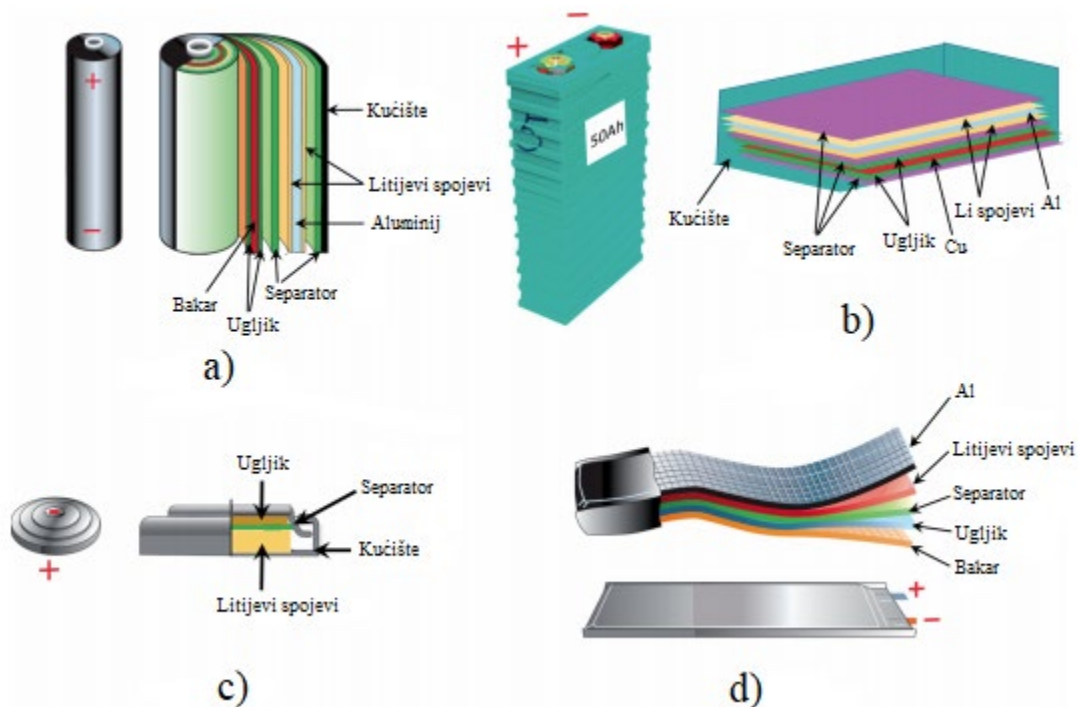 +
−
Kućište
Litijevi spojevi
Aluminij
Separator
Bakar
Ugljik
a)
+
−
50Ah
Kućište
Separator
Ugljik
Cu
Li spojevi
Al
b)
+
Ugljik
Separator
Kućište
Litijevi spojevi
c)
Al
Litijevi spojevi
Separator
Ugljik
Bakar
+
−
d)